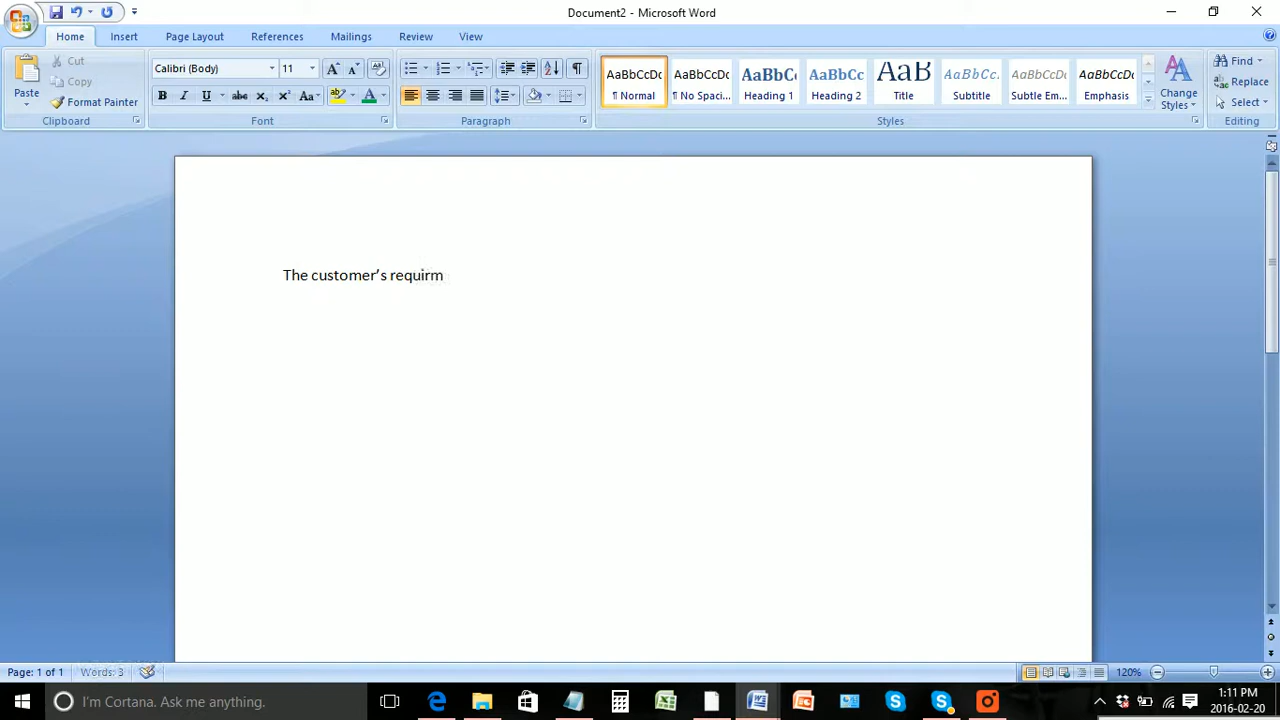 Document2 - Microsoft Word
Home Insert Page Layout References Mailings Review View
Paste
Cut
Copy
Format Painter
Clipboard
Calibri (Body) 11
Font
Paragraph
AaBbCcDc AaBbCcDc AaBbCc AaBbCc AaB AaBbCc. AaBbCcDc AaBbCcDc
¶ Normal ¶ No Spaci... Heading 1 Heading 2 Title Subtitle Subtle Em... Emphasis
Change
Styles
Styles
Find
Replace
Select
Editing
The customer’s requirm
Page: 1 of 1 Words: 3 120%
I'm Cortana. Ask me anything.
1:11 PM
2016-02-20